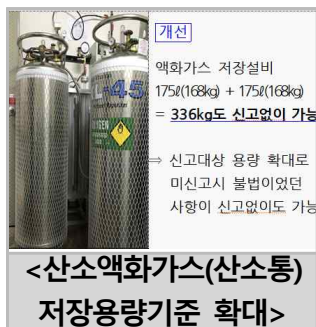 개선
액화가스 저장설비
175ℓ(168kg) + 175ℓ(168kg)
= 336kg도 신고없이 가능
⇒ 신고대상 용량 확대로
미신고시 불법이었던
사항이 신고없이도 가능
-45
<산소액화가스(산소통)
저장용량기준 확대>